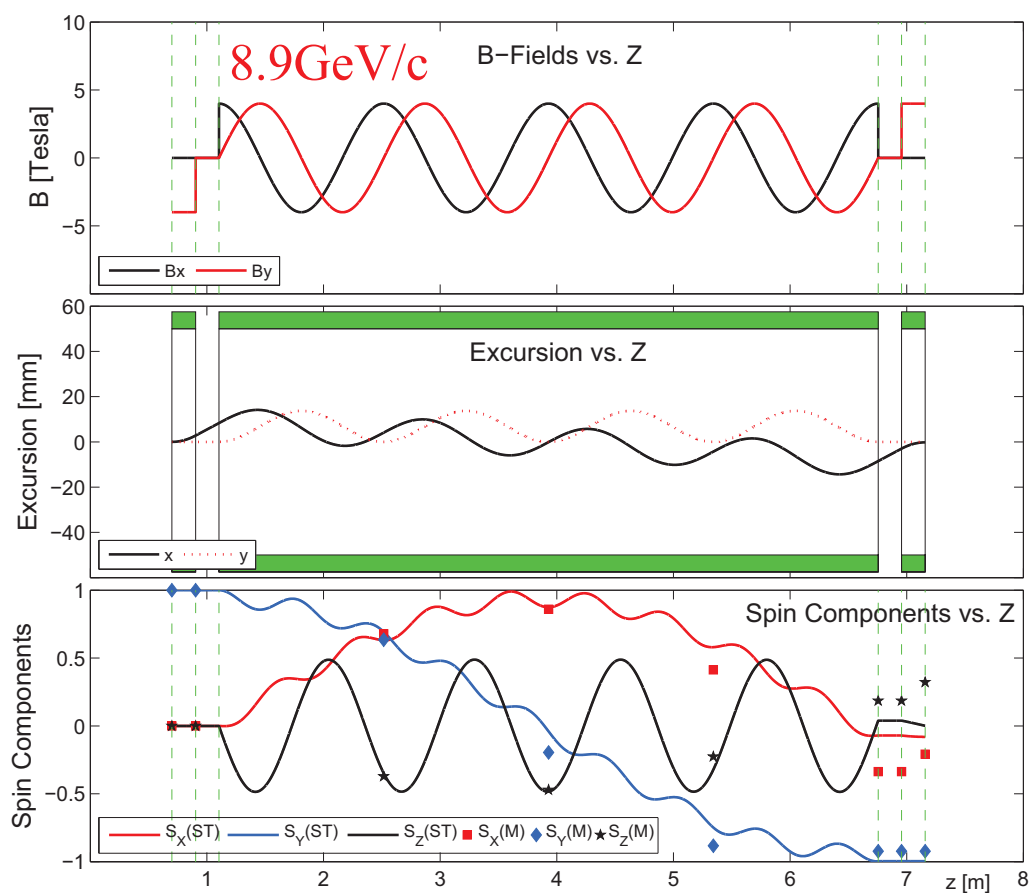 10
5
0
−5
B [Tesla]
8.9GeV/c
B−Fields vs. Z
Bx
By
60
40
20
0
−20
−40
Excursion [mm]
Excursion vs. Z
x
y
1
0.5
0
−0.5
−1
Spin Components
Spin Components vs. Z
S_X(ST)
S_Y(ST)
S_Z(ST)
S_X(M)
S_Y(M)
S_Z(M)
1 2 3 4 5 6 7 8
z [m]